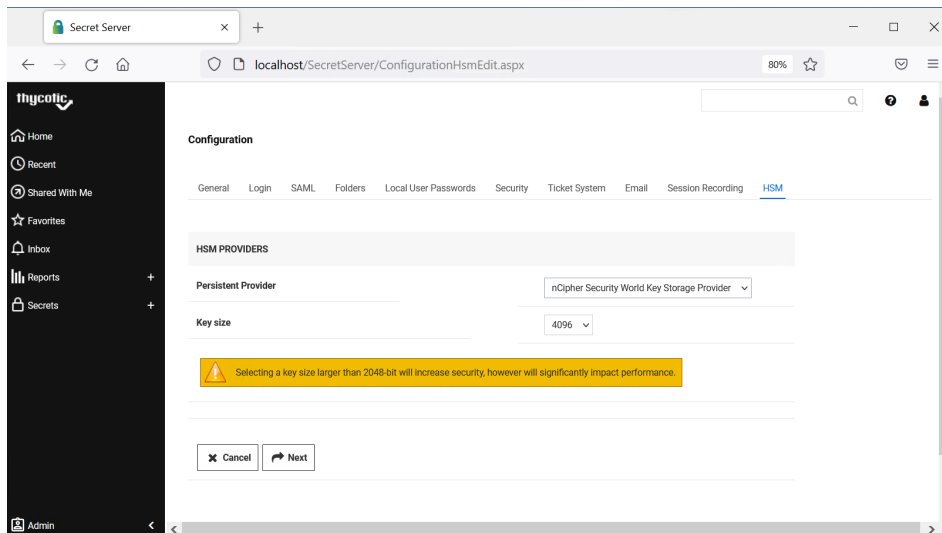 Secret Server
localhost/SecretServer/ConfigurationHsmEdit.aspx
80%
thycotic
Home
Recent
Shared With Me
Favorites
Inbox
Reports
Secrets
Admin
Configuration
General Login SAML Folders Local User Passwords Security Ticket System Email Session Recording HSM
HSM PROVIDERS
Persistent Provider nCipher Security World Key Storage Provider
Key size 4096
Selecting a key size larger than 2048-bit will increase security, however will significantly impact performance.
Cancel Next